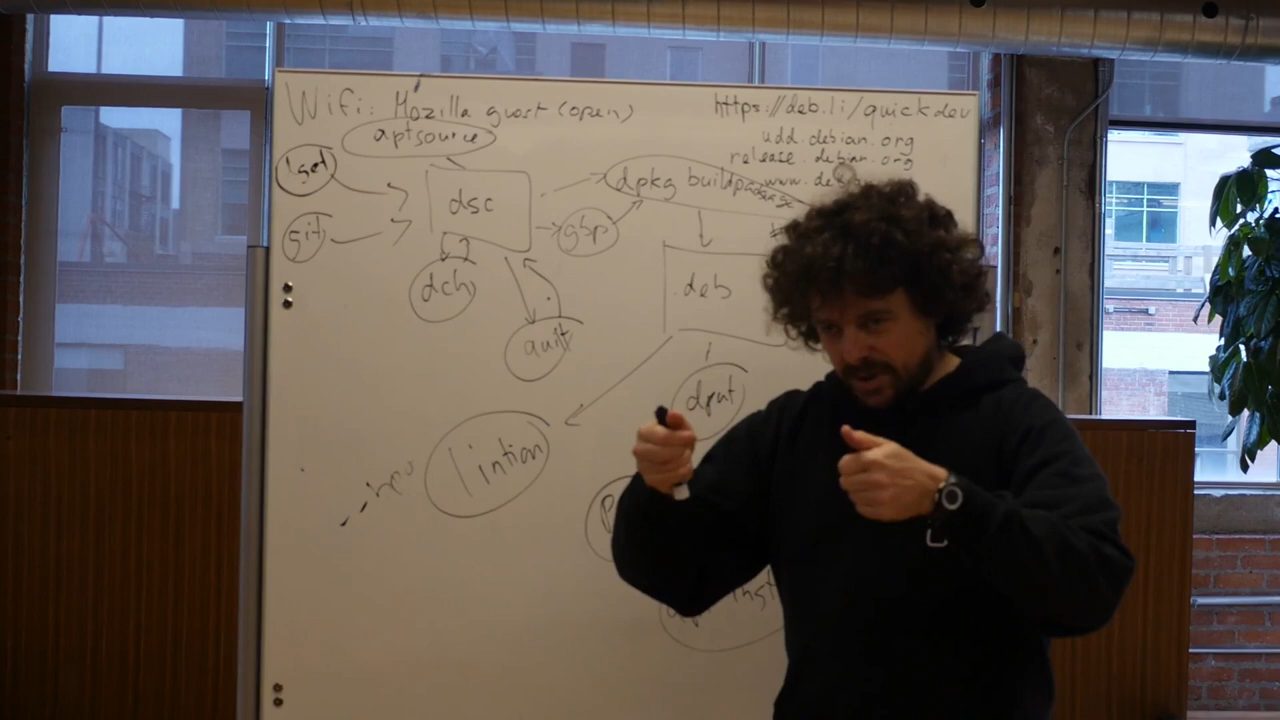 Wifi: Mozilla guest (open)
https://deb.li/quickdev
udd.debian.org
release.debian.org
aptsource
dget
dsc
dpkg buildpackage
git
gbp
dch
deb
quilt
dput
lintian